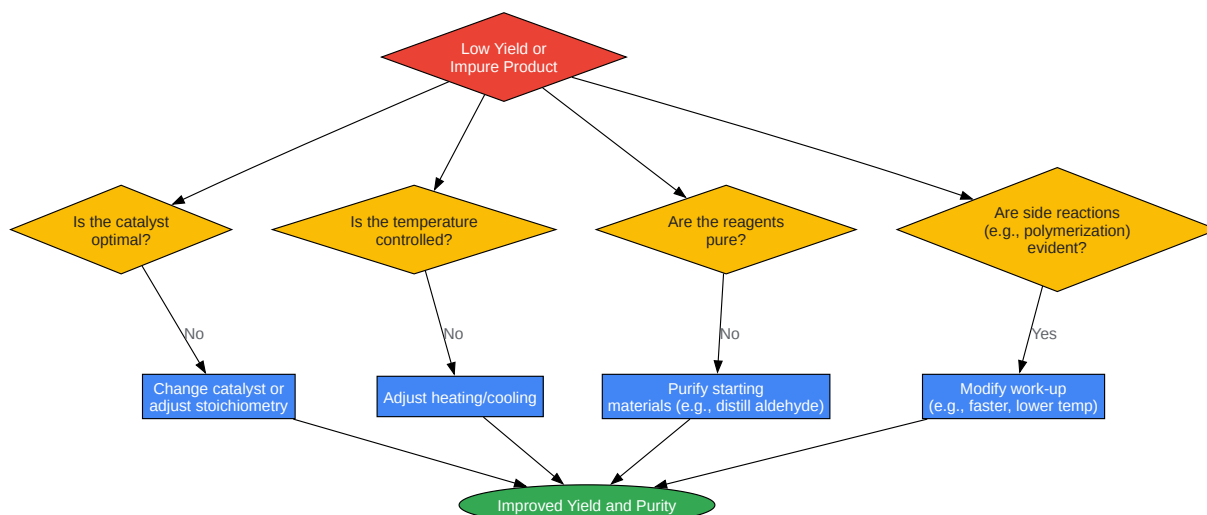 Low Yield or
Impure Product
Is the catalyst
optimal?
Is the temperature
controlled?
Are the reagents
pure?
Are side reactions
(e.g., polymerization)
evident?
No
No
No
Yes
Change catalyst or
adjust stoichiometry
Adjust heating/cooling
Purify starting
materials (e.g., distill aldehyde)
Modify work-up
(e.g., faster, lower temp)
Improved Yield and Purity